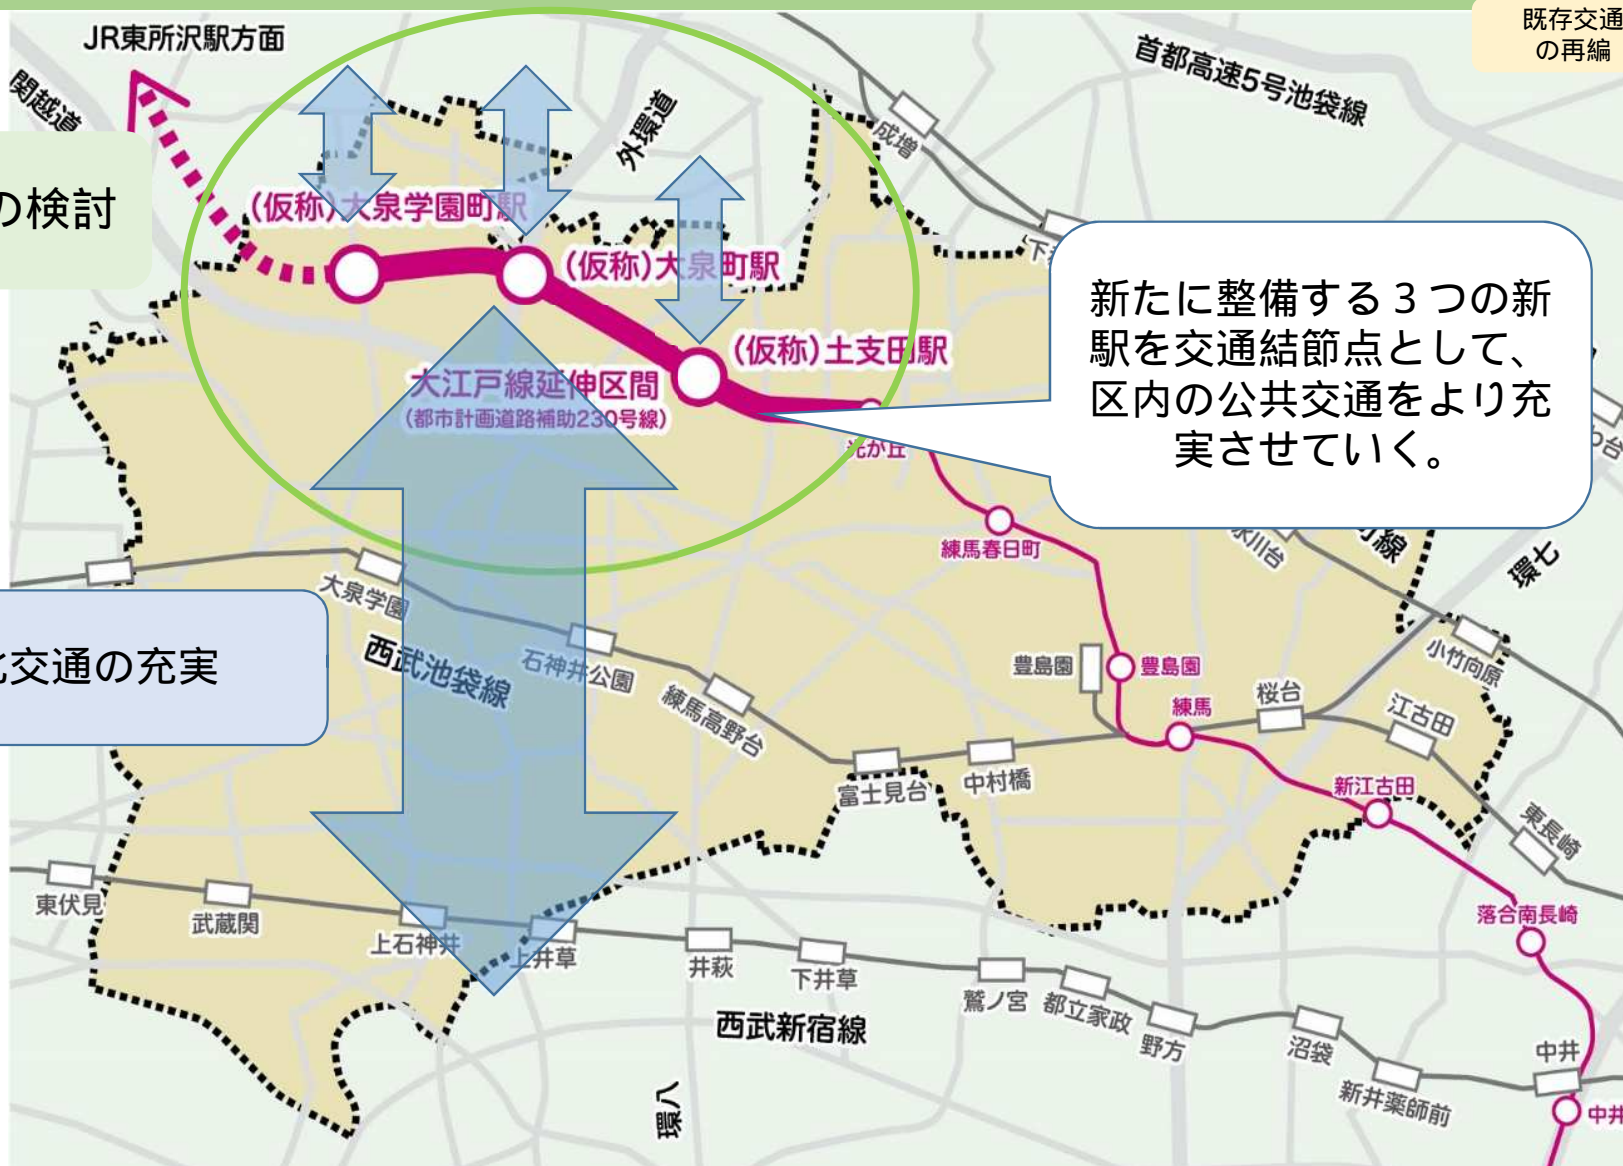 既存交通
の再編
JR東所沢駅方面
関越道
外環道
首都高速5号池袋線
成増
の検討
(仮称)大泉学園町駅
(仮称)大泉町駅
(仮称)土支田駅
大江戸線延伸区間
(都市計画道路補助230号線)
新たに整備する３つの新
駅を交通結節点として、
区内の公共交通をより充
実させていく。
光が丘
練馬春日町
氷川台
町線
環七
大泉学園
西武池袋線
石神井公園
練馬高野台
富士見台
中村橋
豊島園
豊島園
練馬
桜台
江古田
小竹向原
新江古田
東長崎
落合南長崎
交通の充実
東伏見
武蔵関
上石神井
上井草
井荻
下井草
鷺ノ宮
都立家政
野方
沼袋
新井薬師前
中井
中井
西武新宿線
環八